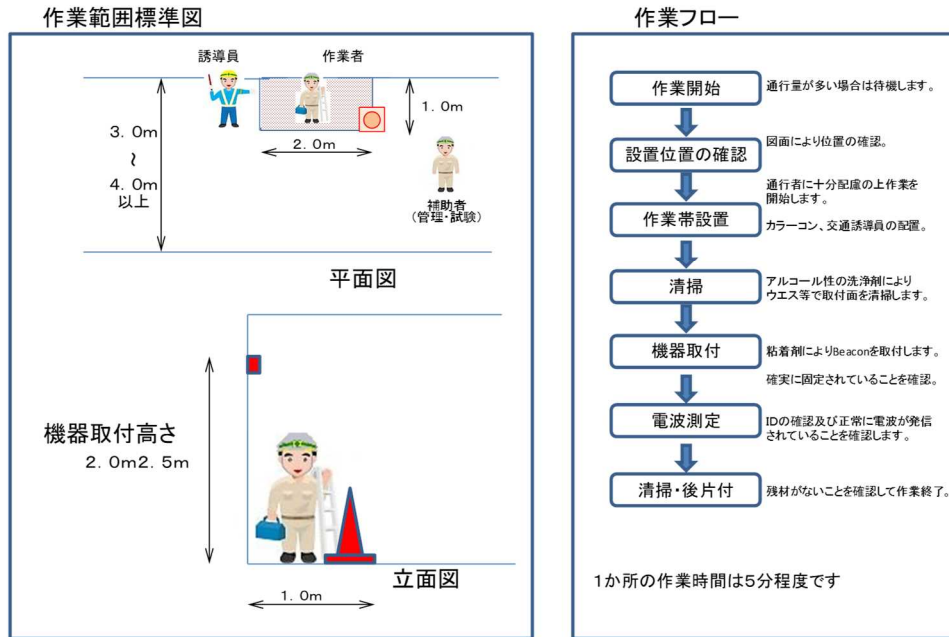 作業範囲標準図
誘導員
作業者
3.0m
~
4.0m
以上
1.0m
2.0m
補助者
(管理・試験)
平面図
機器取付高さ
2.0m2.5m
1.0m
立面図
作業フロー
作業開始
通行量が多い場合は待機します。
設置位置の確認
図面により位置の確認。
通行者に十分配慮の上作業を
開始します。
作業帯設置
カラーコン、交通誘導員の配置。
清掃
アルコール性の洗浄剤により
ウエス等で取付面を清掃します。
機器取付
粘着剤によりBeaconを取付します。
確実に固定されていることを確認。
電波測定
IDの確認及び正常に電波が発信
されていることを確認します。
清掃・後片付
残材がないことを確認して作業終了。
1か所の作業時間は5分程度です